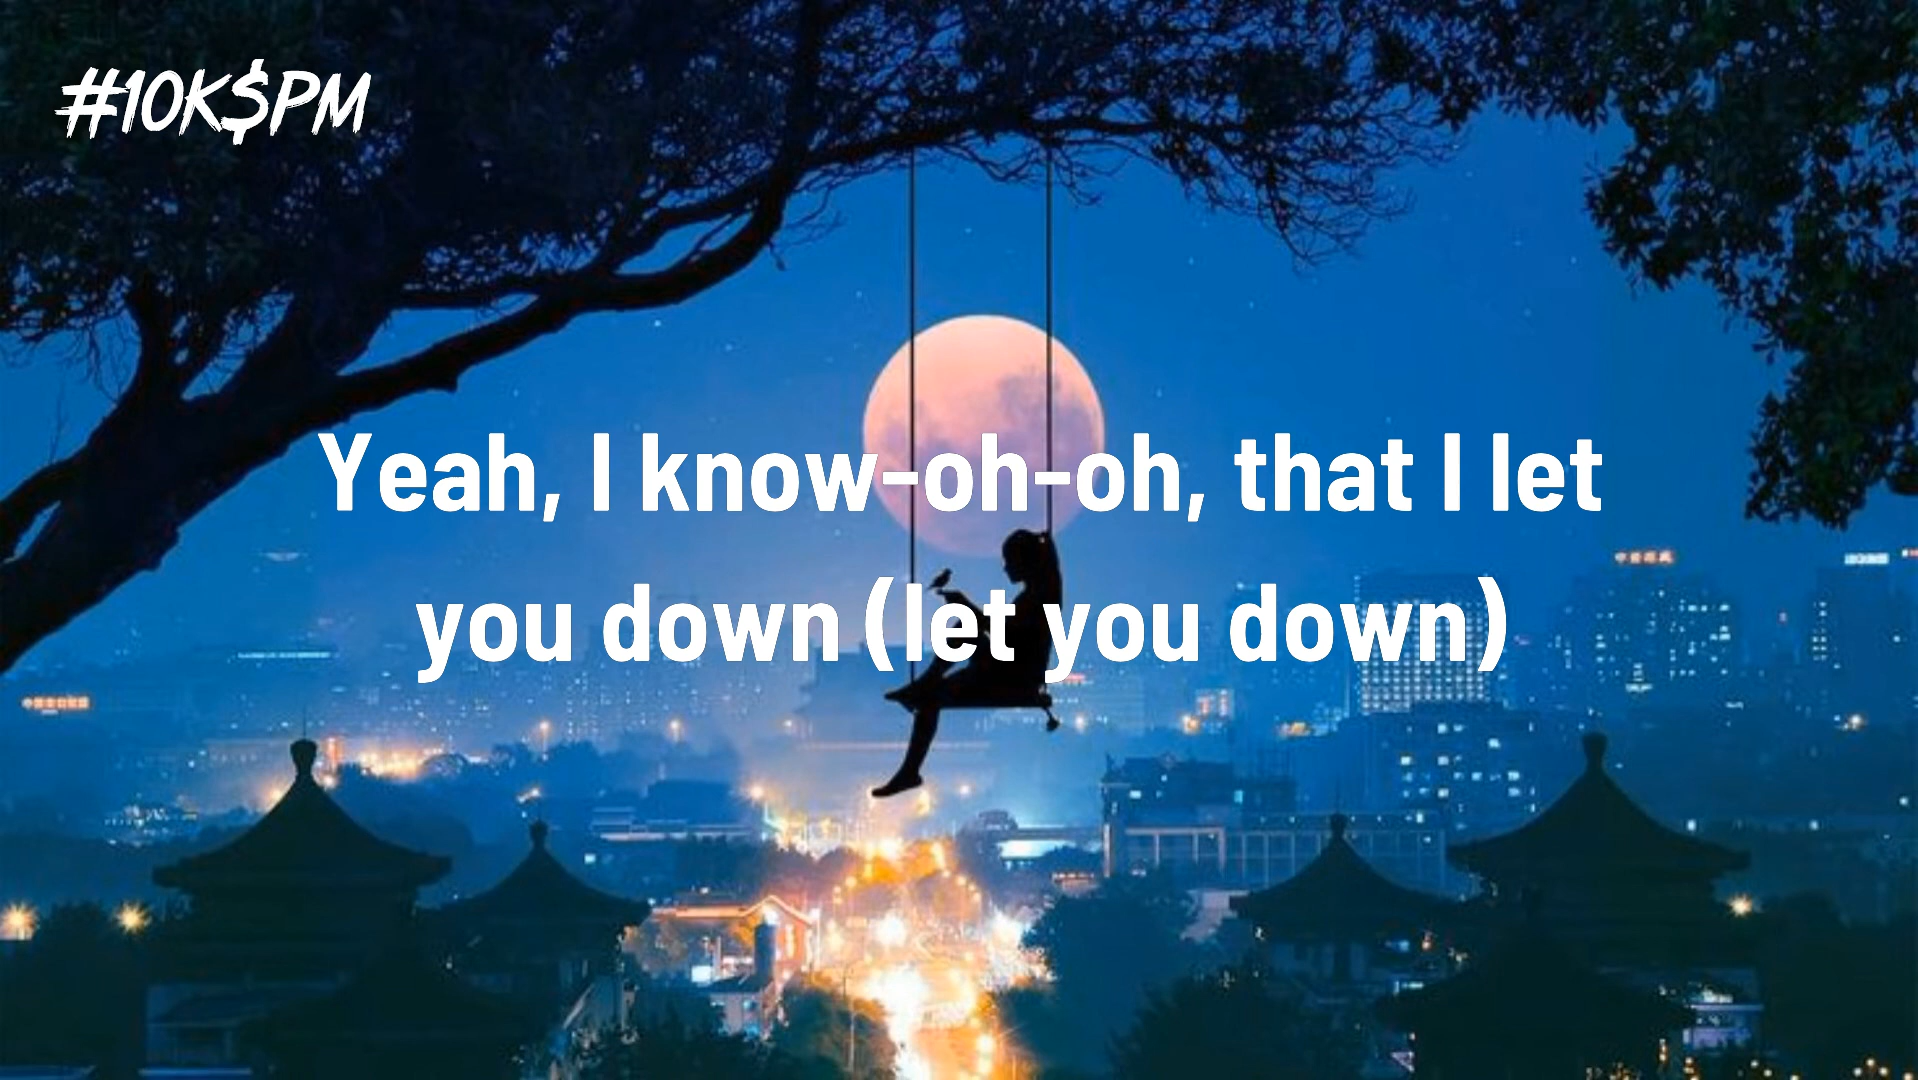 #10K$PM
Yeah, I know-oh-oh, that I let
you down (let you down)